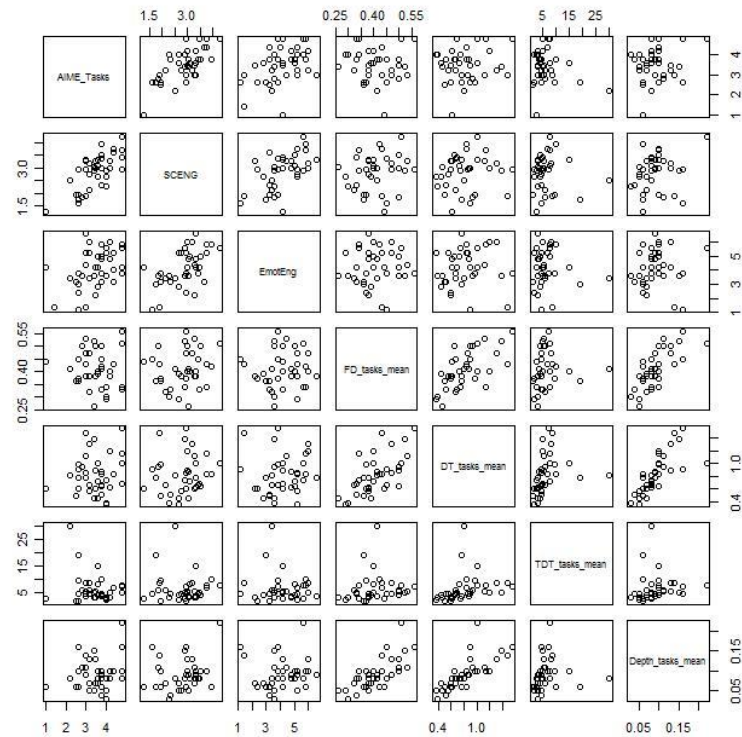 1.5 3.0 0.25 0.40 0.55 5 15 25
AIME_Tasks
1 2 3 4
1.5 3.0
SCENG
EmotEng
1 3 5
0.25 0.40 0.55
FD_tasks_mean
DT_tasks_mean
0.4 1.0
5 15 25
TDT_tasks_mean
Depth_tasks_mean
0.05 0.15
1 2 3 4 1 3 5 0.4 1.0 0.05 0.15